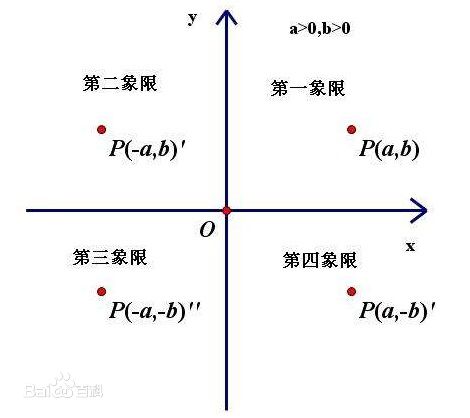 y
a>0,b>0
第二象限
第一象限
P(-a,b)'
P(a,b)
O
x
第三象限
第四象限
P(-a,-b)''
P(a,-b)'
Baidu百科